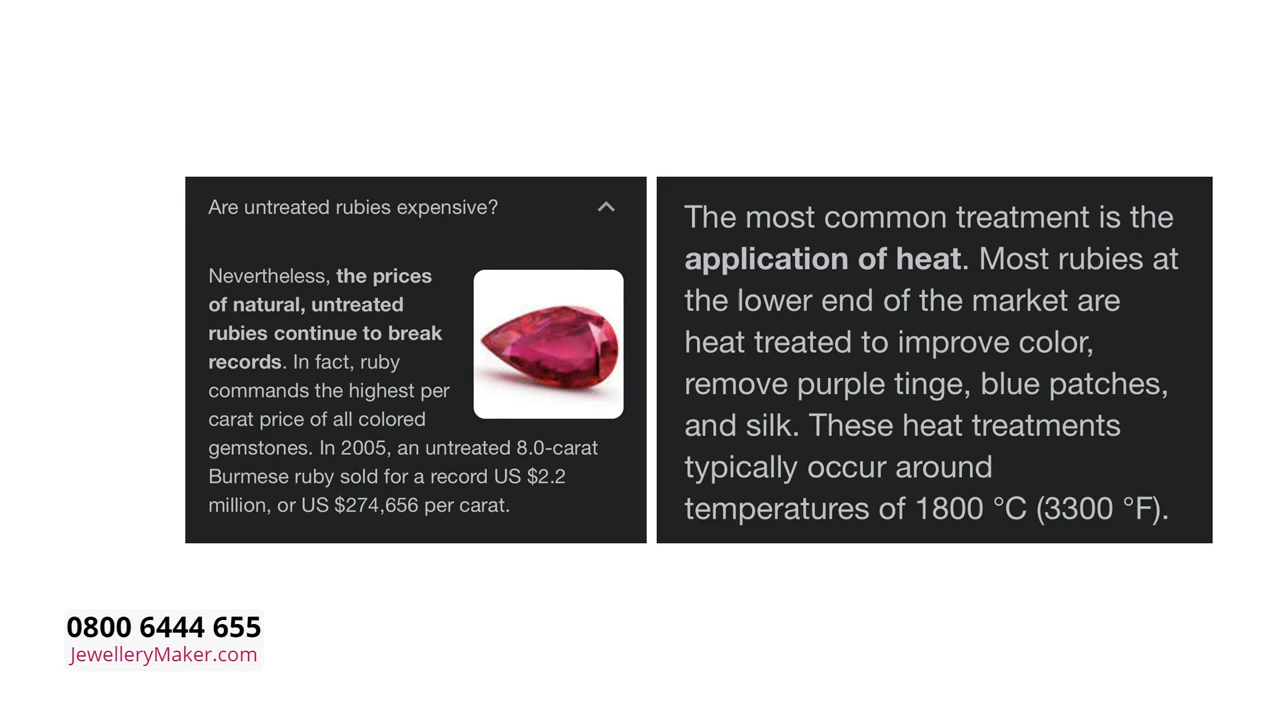 Are untreated rubies expensive?
Nevertheless, the prices
of natural, untreated
rubies continue to break
records. In fact, ruby
commands the highest per
carat price of all colored
gemstones. In 2005, an untreated 8.0-carat
Burmese ruby sold for a record US $2.2
million, or US $274,656 per carat.
The most common treatment is the
application of heat. Most rubies at
the lower end of the market are
heat treated to improve color,
remove purple tinge, blue patches,
and silk. These heat treatments
typically occur around
temperatures of 1800 °C (3300 °F).
0800 6444 655
JewelleryMaker.com